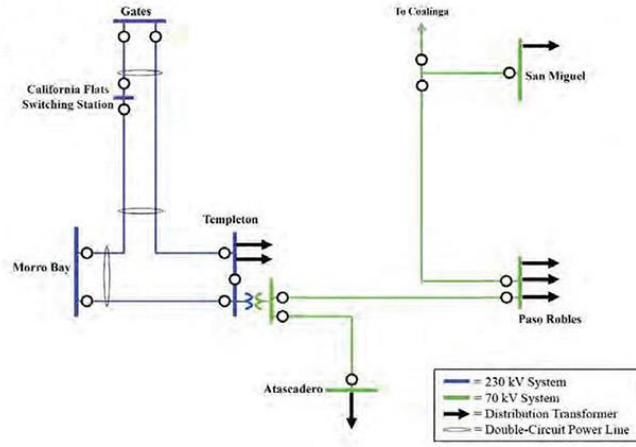 Gates
To Coalinga
San Miguel
California Flats
Switching Station
Templeton
Morro Bay
Paso Robles
Atascadero
= 230 kV System
= 70 kV System
= Distribution Transformer
= Double-Circuit Power Line